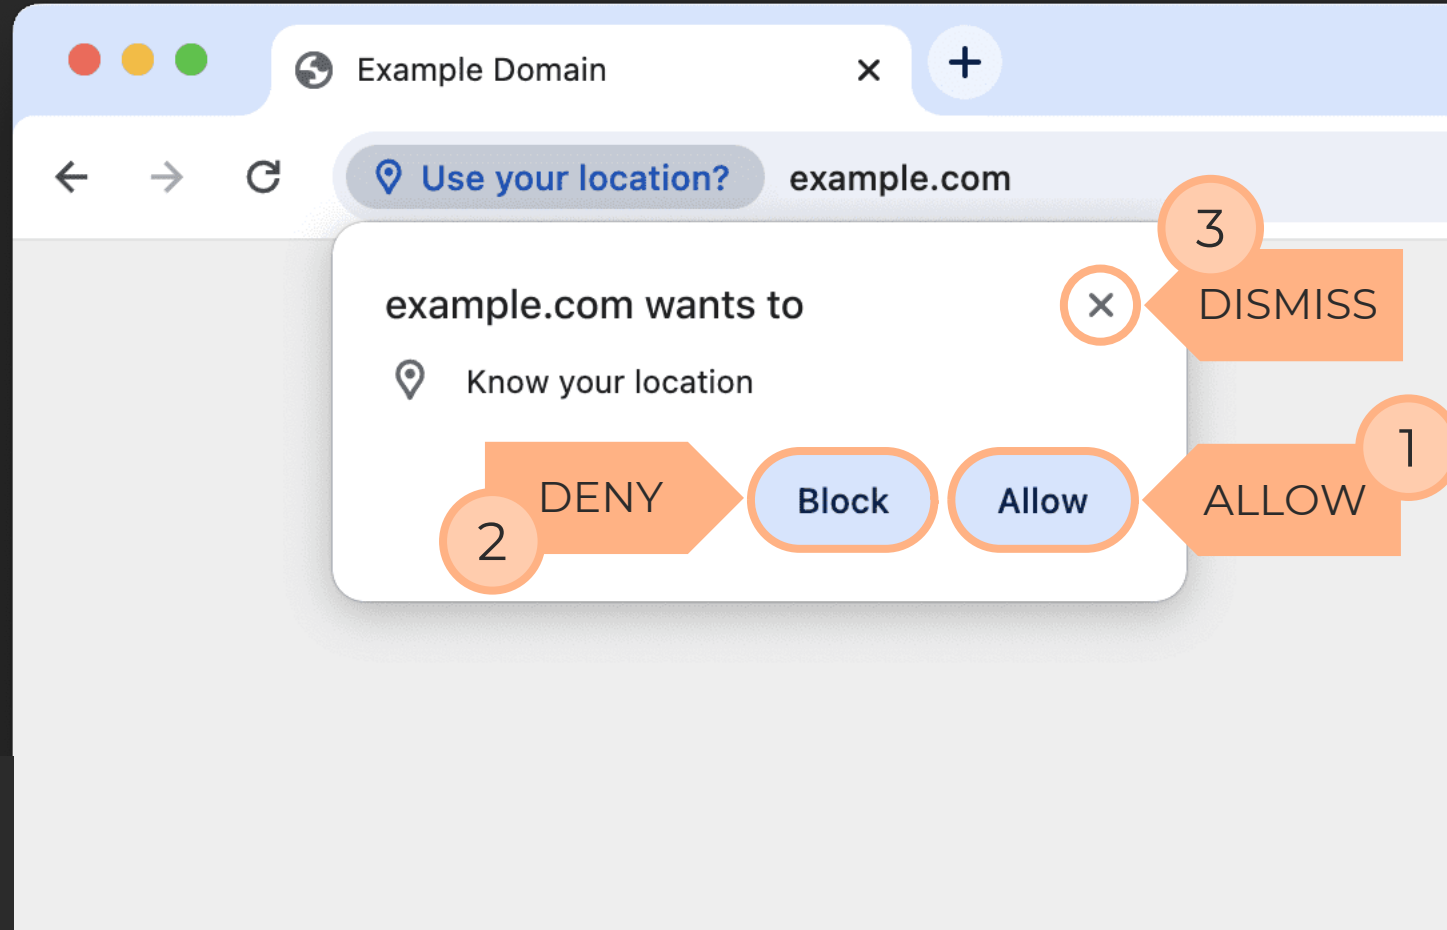 Example Domain
Use your location? example.com
3
example.com wants to
DISMISS
Know your location
1
DENY
Block
Allow
ALLOW
2